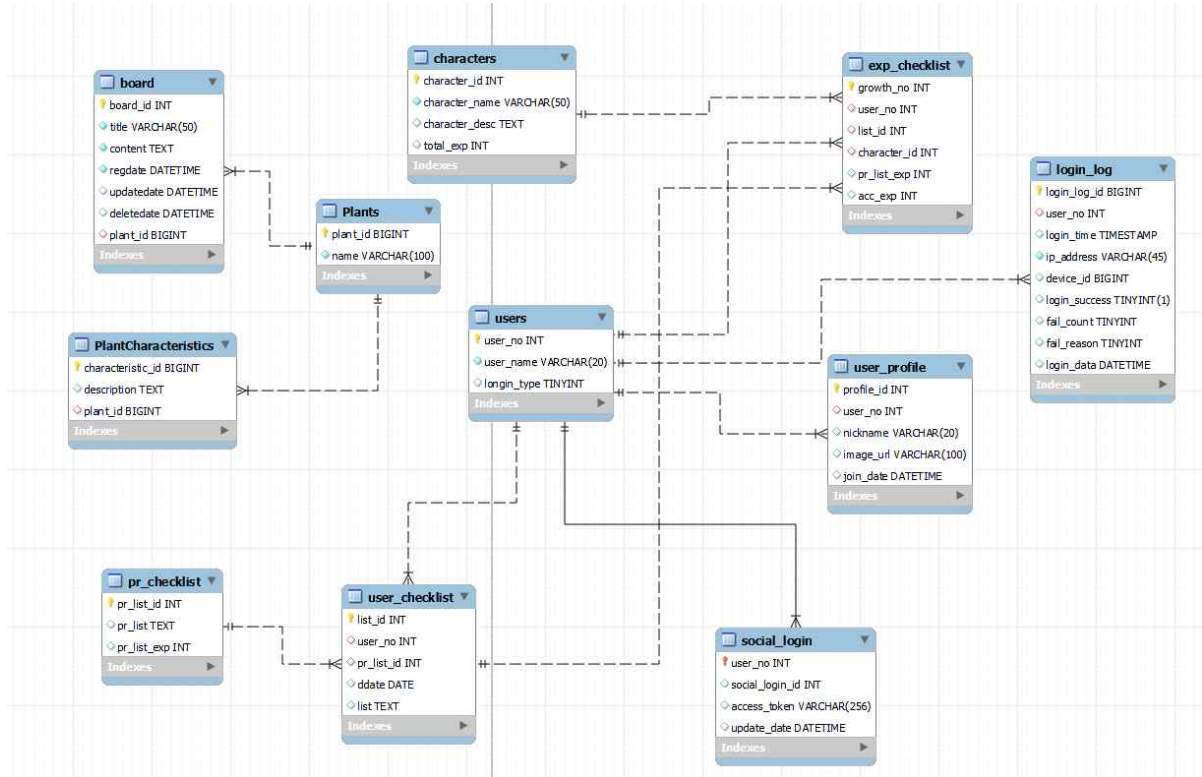 board
board_id INT
title VARCHAR(50)
content TEXT
regdate DATETIME
updatedate DATETIME
deletedate DATETIME
plant_id BIGINT
Indexes
characters
character_id INT
character_name VARCHAR(50)
character_desc TEXT
total_exp INT
Indexes
exp_checklist
growth_no INT
user_no INT
list_id INT
character_id INT
pr_list_exp INT
acc_exp INT
Indexes
login_log
login_log_id BIGINT
user_no INT
login_time TIMESTAMP
ip_address VARCHAR(45)
device_id BIGINT
login_success TINYINT(1)
fail_count TINYINT
fail_reason TINYINT
login_data DATETIME
Indexes
Plants
plant_id BIGINT
name VARCHAR(100)
Indexes
PlantCharacteristics
description TEXT
plant_id BIGINT
Indexes
users
user_no INT
user_name VARCHAR(20)
longin_type TINYINT
Indexes
user_profile
profile_id INT
user_no INT
nickname VARCHAR(20)
image_url VARCHAR(100)
join_date DATETIME
Indexes
pr_checklist
pr_list_id INT
pr_list TEXT
pr_list_exp INT
Indexes
user_checklist
list_id INT
user_no INT
pr_list_id INT
ddate DATE
list TEXT
Indexes
social_login
user_no INT
social_login_id INT
access_token VARCHAR(256)
update_date DATETIME
Indexes